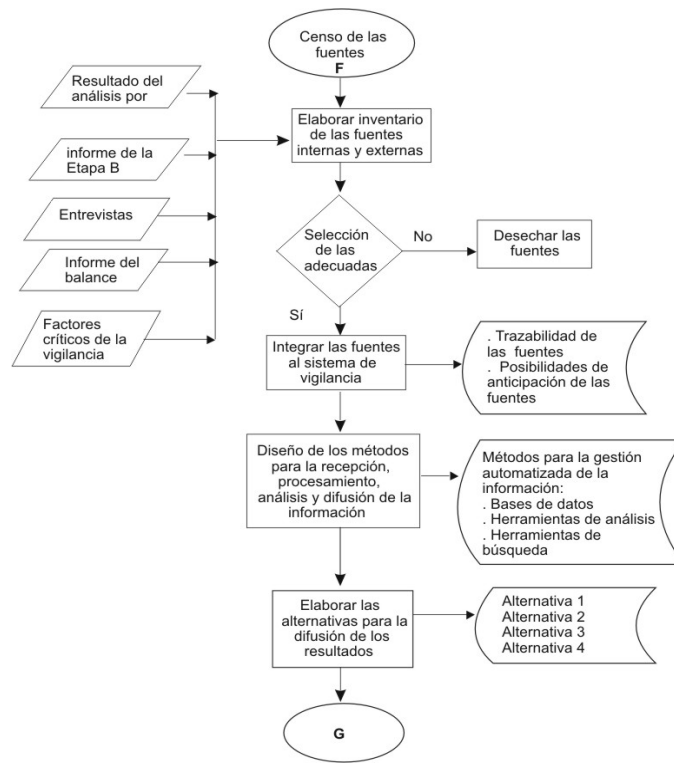 Censo de las
fuentes
F
Resultado del
análisis por
informe de la
Etapa B
Entrevistas
Informe del
balance
Factores
críticos de la
vigilancia
Elaborar inventario
de las fuentes
internas y externas
Selección
de las
adecuadas
No
Desechar las
fuentes
Sí
Integrar las fuentes
al sistema de
vigilancia
. Trazabilidad de
las fuentes
. Posibilidades de
anticipación de las
fuentes
Diseño de los métodos
para la recepción,
procesamiento,
análisis y difusión de la
información
Métodos para la gestión
automatizada de la
información:
. Bases de datos
. Herramientas de análisis
. Herramientas de
búsqueda
Elaborar las
alternativas para la
difusión de los
resultados
Alternativa 1
Alternativa 2
Alternativa 3
Alternativa 4
G